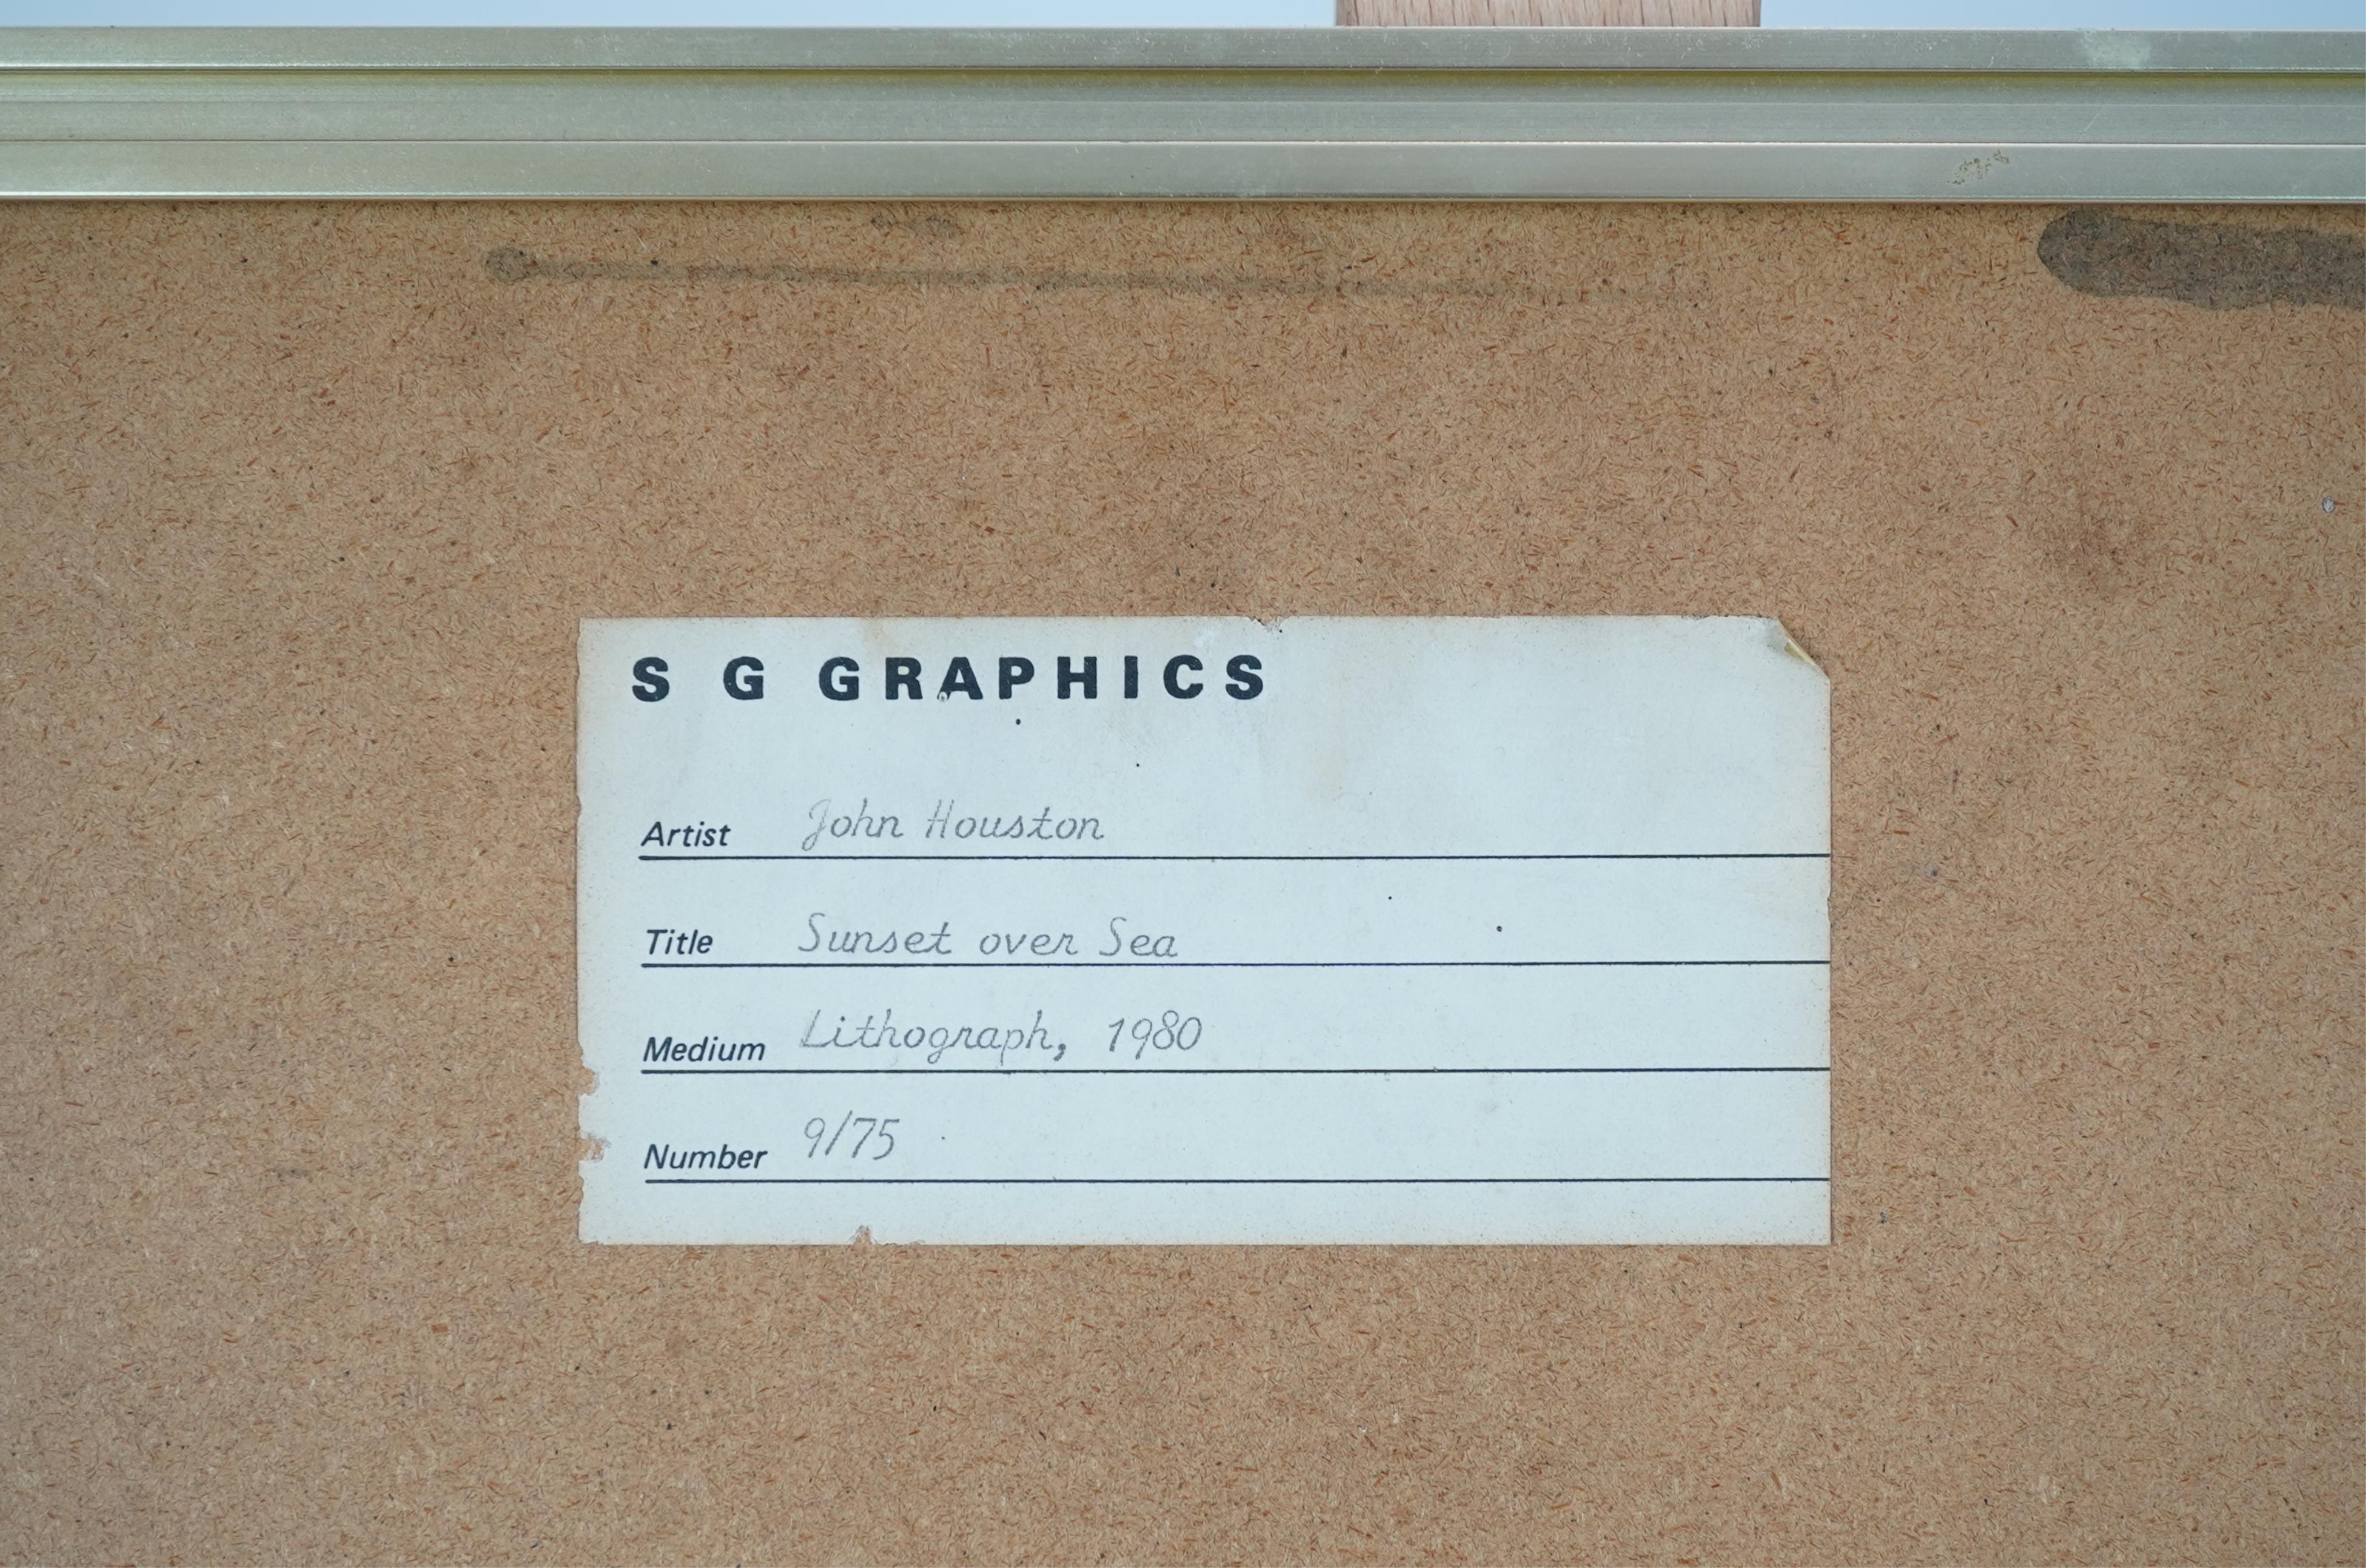 S G GRAPHICS
Artist John Houston
Title Sunset over Sea
Medium Lithograph, 1980
Number 9/75